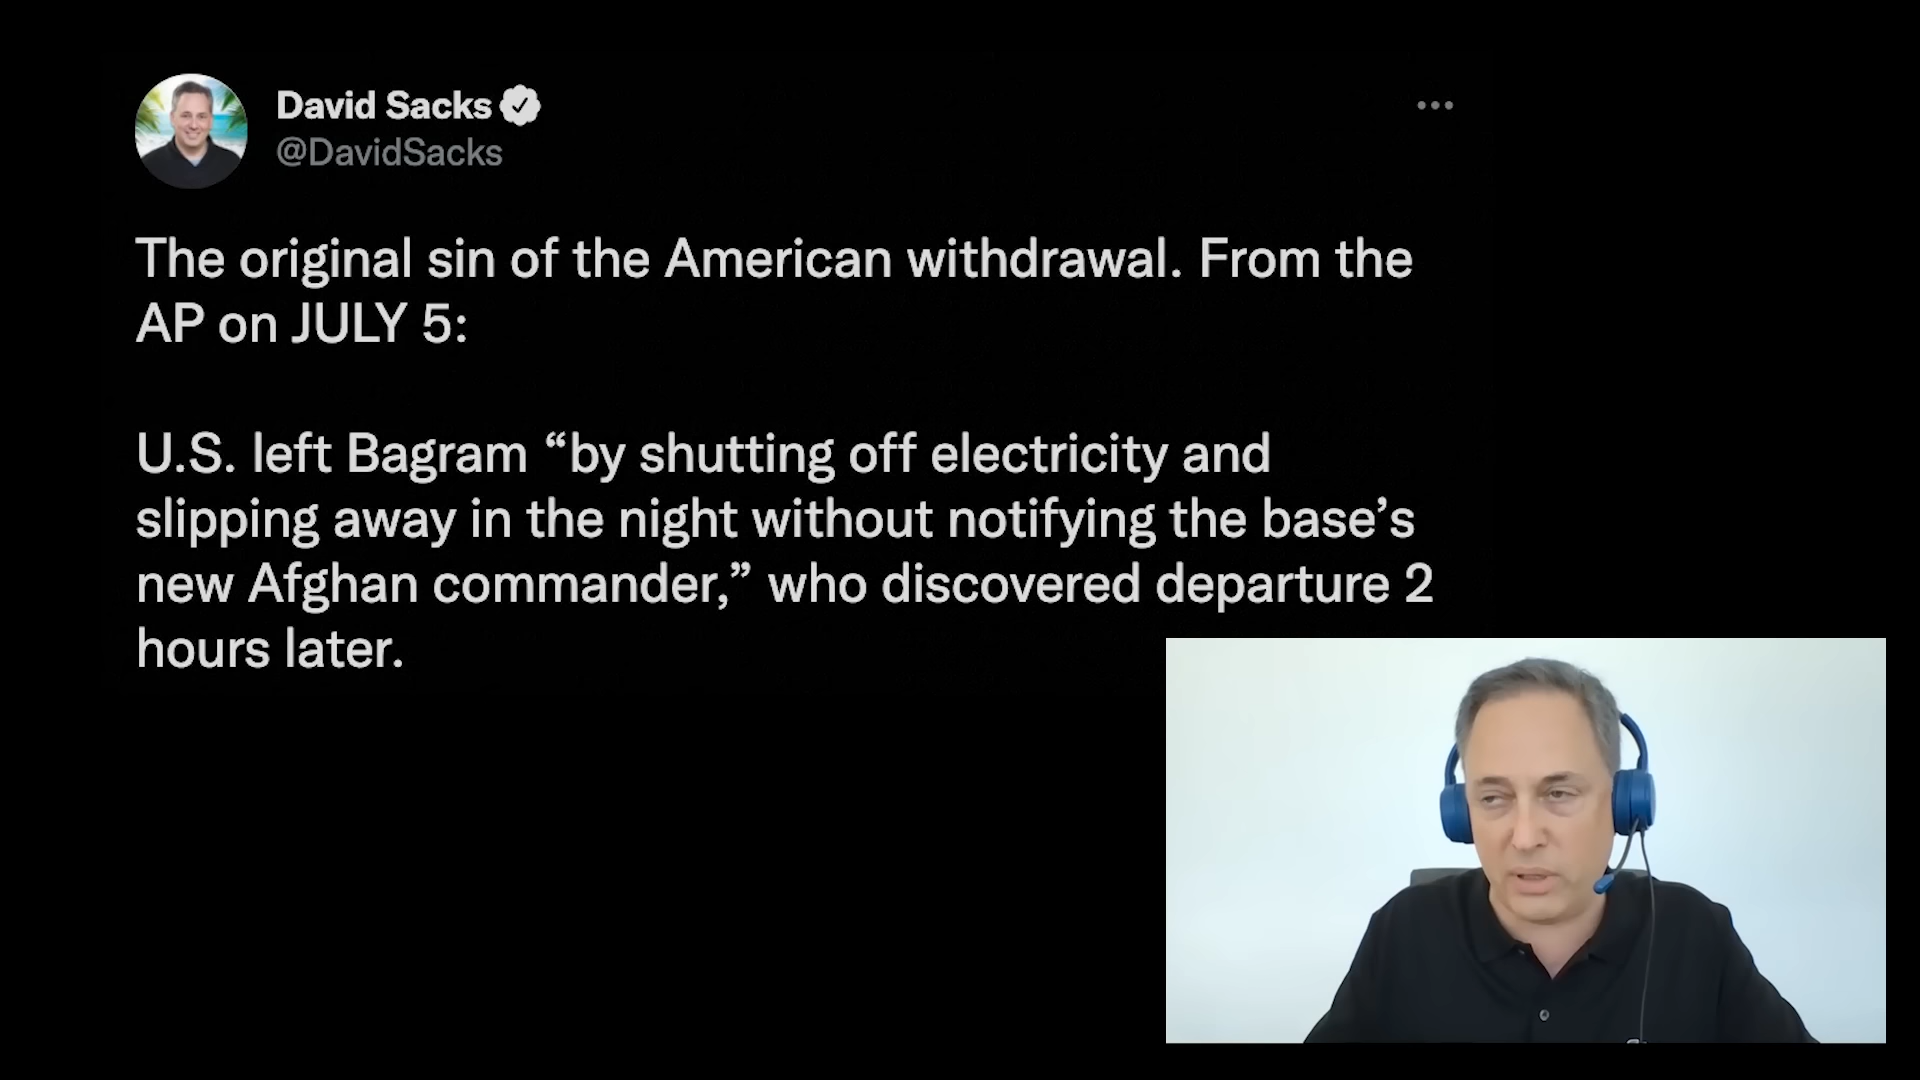 David Sacks
@DavidSacks
The original sin of the American withdrawal. From the
AP on JULY 5:
U.S. left Bagram “by shutting off electricity and
slipping away in the night without notifying the base’s
new Afghan commander,” who discovered departure 2
hours later.